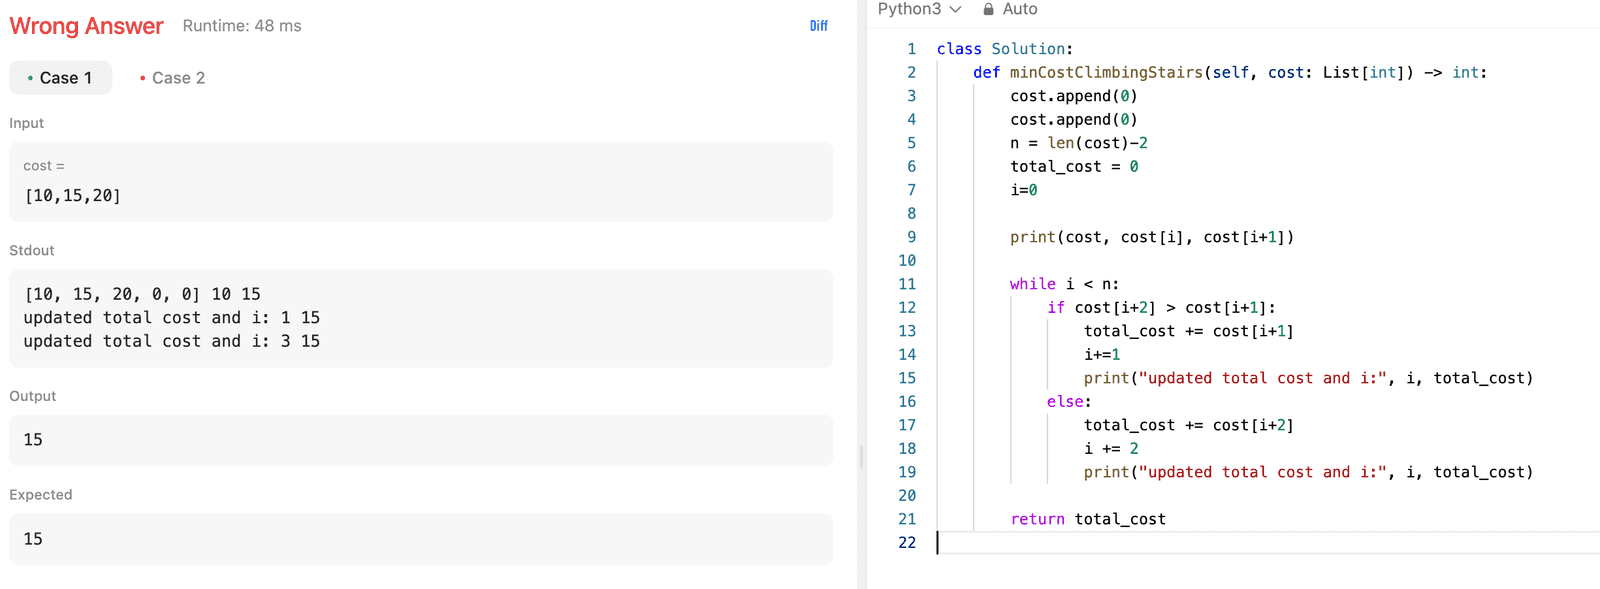 Wrong Answer Runtime: 48 ms Diff
• Case 1 • Case 2
Input
cost =
[10,15,20]
Stdout
[10, 15, 20, 0, 0] 10 15
updated total cost and i: 1 15
updated total cost and i: 3 15
Output
15
Expected
15
Python3 Auto
1 class Solution:
2 def minCostClimbingStairs(self, cost: List[int]) -> int:
3 cost.append(0)
4 cost.append(0)
5 n = len(cost)-2
6 total_cost = 0
7 i=0
8
9 print(cost, cost[i], cost[i+1])
10
11 while i < n:
12 if cost[i+2] > cost[i+1]:
13 total_cost += cost[i+1]
14 i+=1
15 print("updated total cost and i:", i, total_cost)
16 else:
17 total_cost += cost[i+2]
18 i += 2
19 print("updated total cost and i:", i, total_cost)
20
21 return total_cost
22